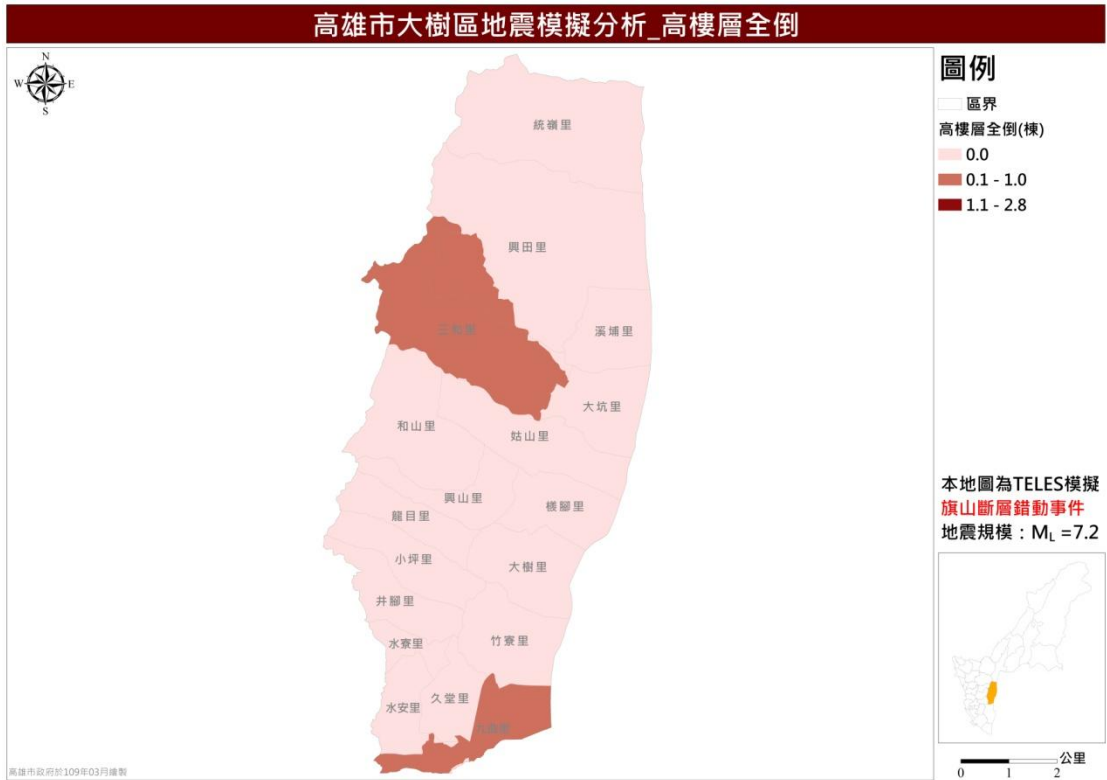 高雄市大樹區地震模擬分析_高樓層全倒
N
W E
S
圖例
區界
高樓層全倒(棟)
0.0
0.1 - 1.0
1.1 - 2.8
統嶺里
興田里
三和里
溪埔里
大坑里
和山里
姑山里
興山里
樣腳里
龍目里
小坪里
大樹里
井腳里
水寮里
竹寮里
久堂里
水安里
九曲里
本地圖為TELES模擬
旗山斷層錯動事件
地震規模：ML =7.2
公里
0 1 2
高雄市政府於109年03月繪製